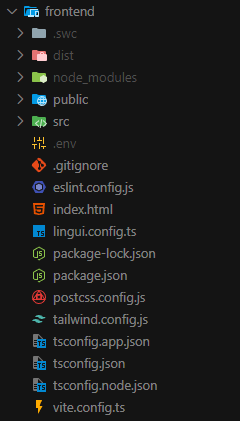 frontend
.swc
dist
node_modules
public
src
.env
.gitignore
eslint.config.js
index.html
lingui.config.ts
package-lock.json
package.json
postcss.config.js
tailwind.config.js
tsconfig.app.json
tsconfig.json
tsconfig.node.json
vite.config.ts